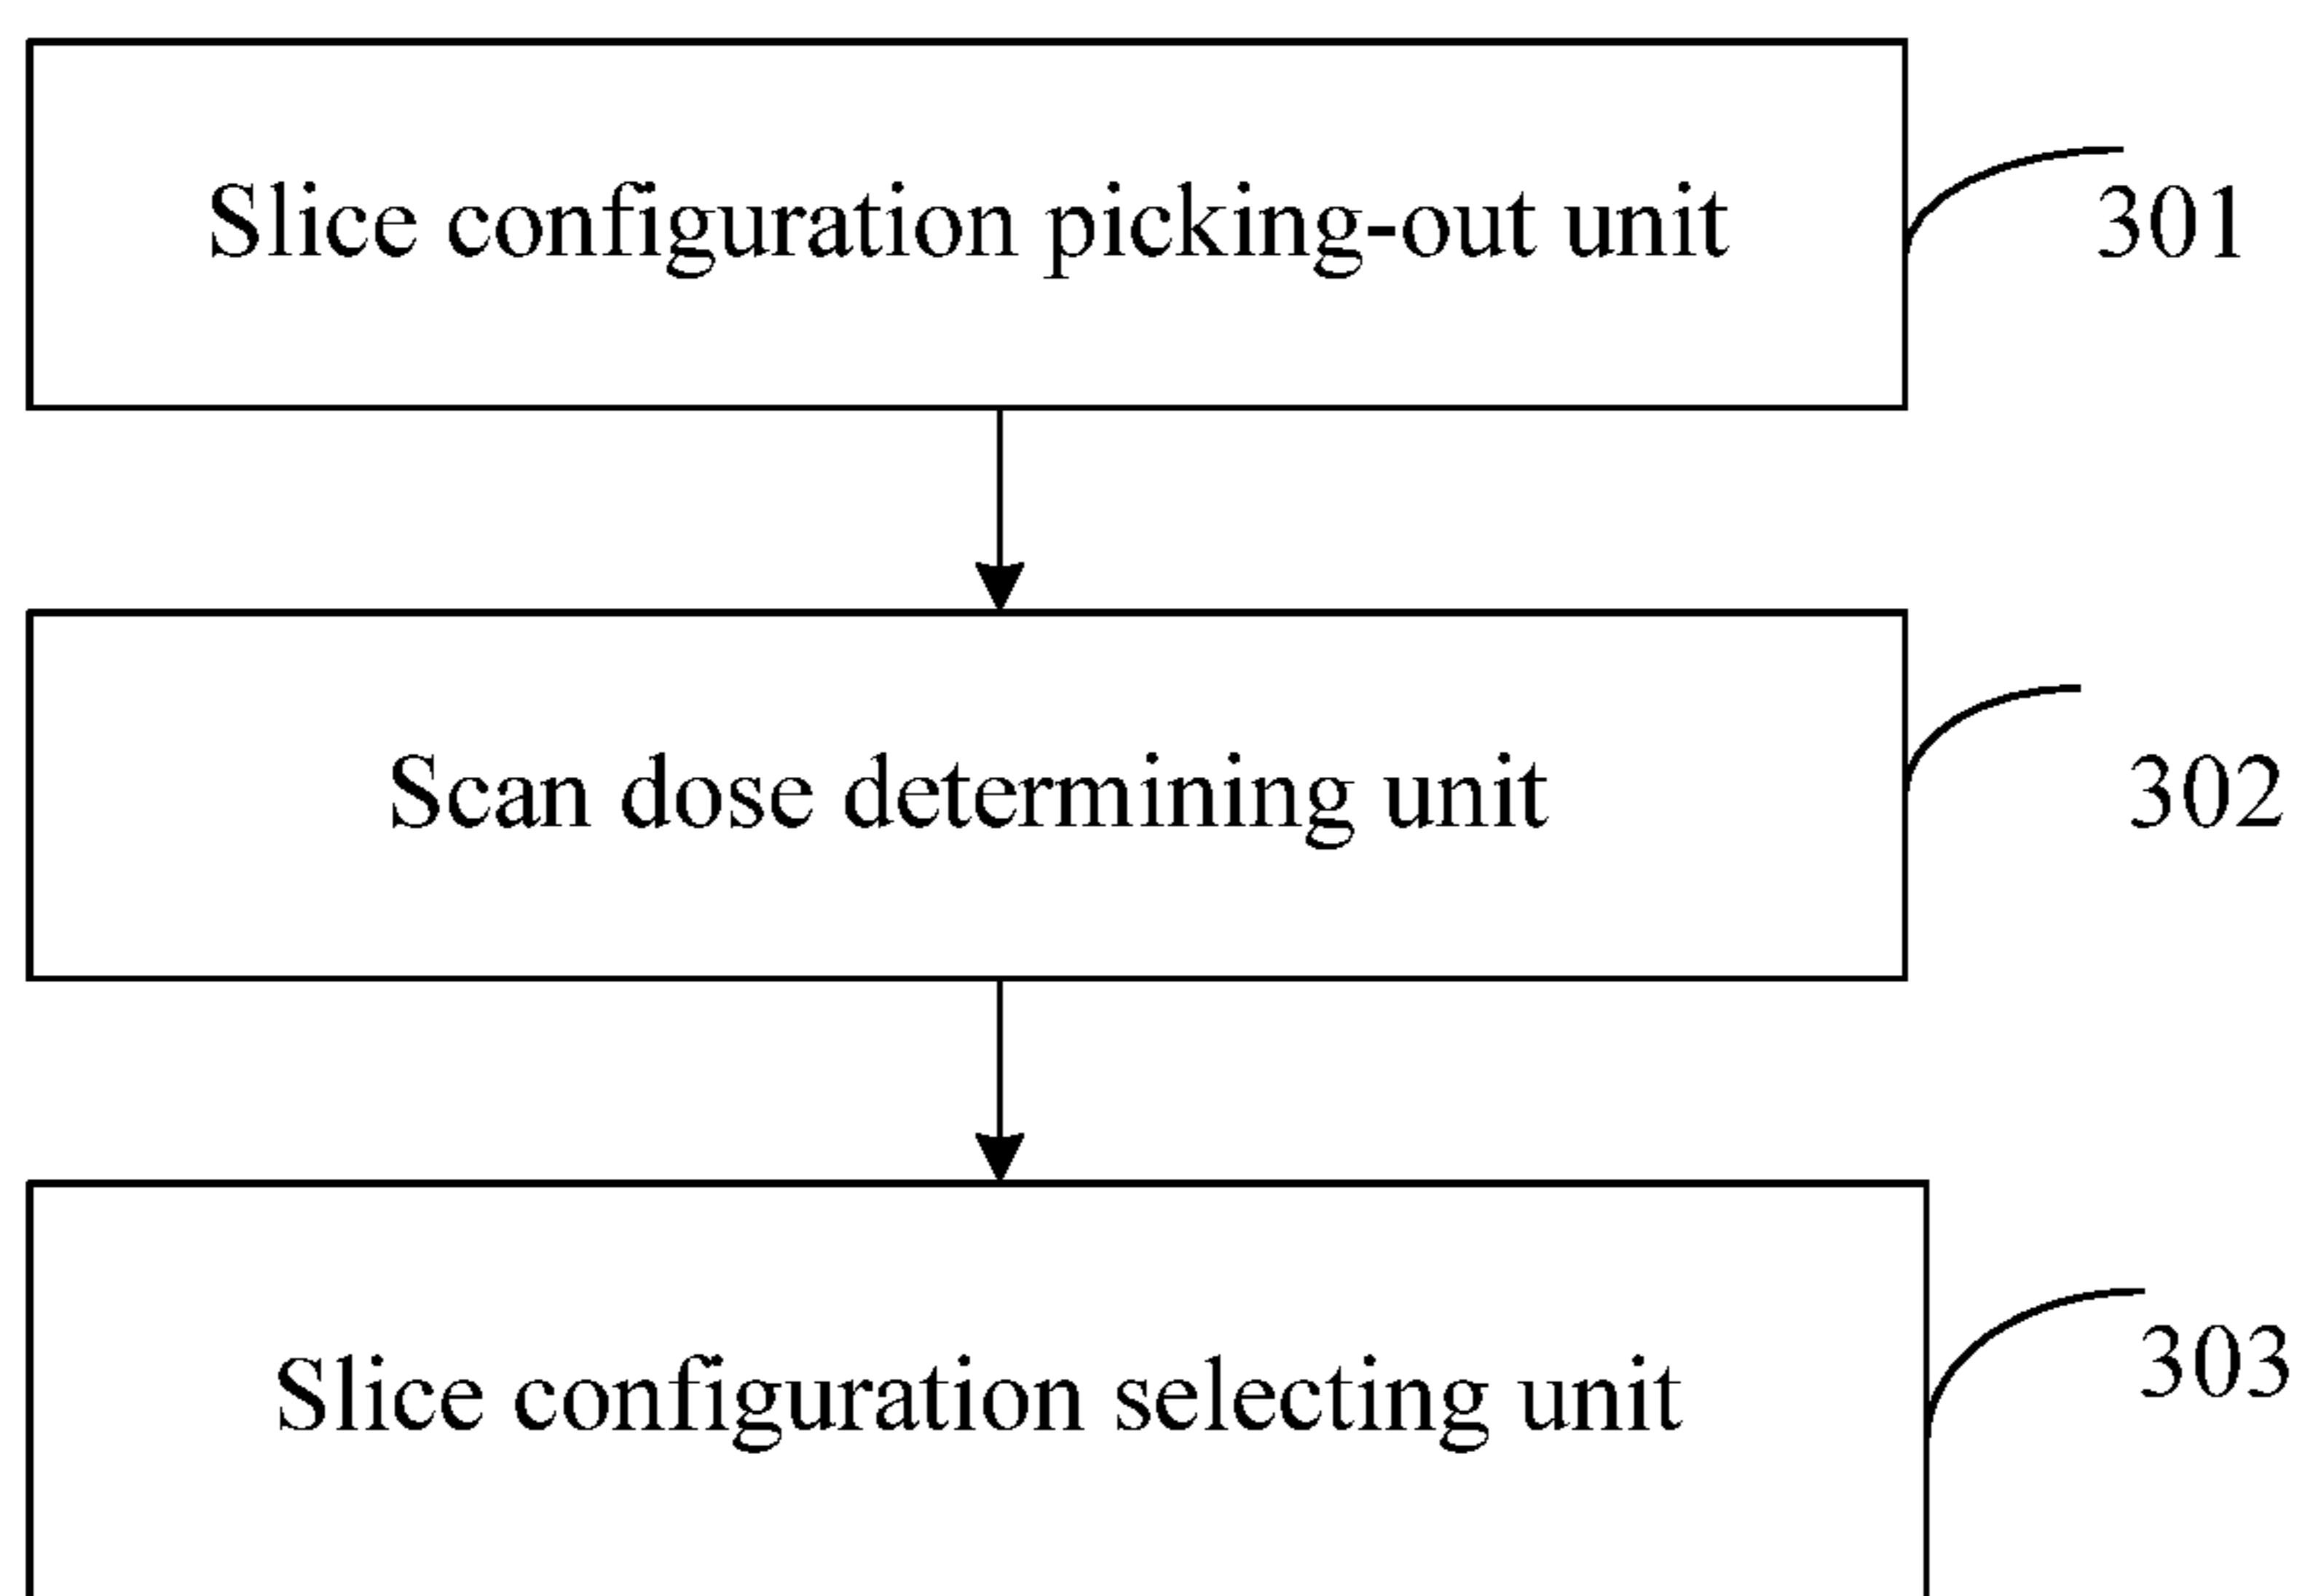 Slice configuration picking-out unit
301
Scan dose determining unit
302
Slice configuration selecting unit
303